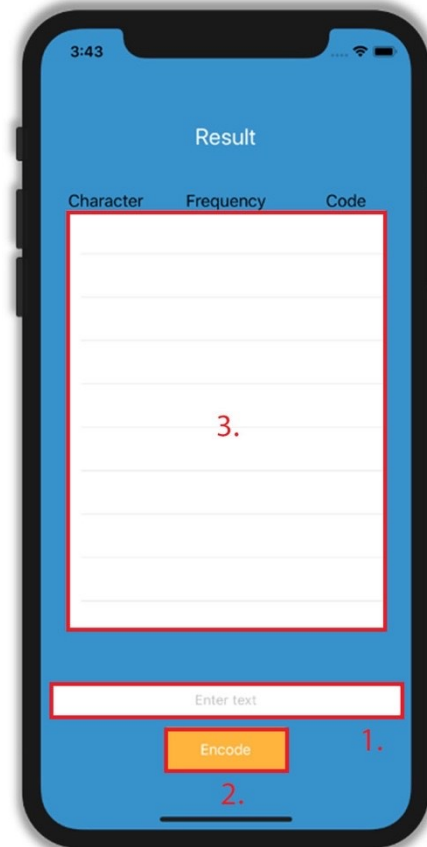 3:43
Result
Character Frequency Code
3.
Enter text
1.
Encode
2.